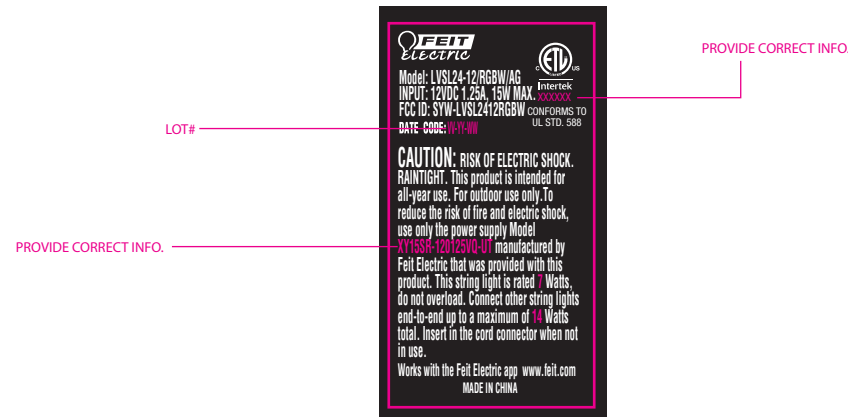 FEIT
electric
C ETL US
Intertek
PROVIDE CORRECT INFO.
Model: LVSL24-12/RGBW/AG
INPUT: 12VDC 1.25A, 15W MAX.
XXXXXX
FCC ID: SYW-LVSL2412RGBW
CONFORMS TO
UL STD. 588
LOT#
DATE CODE: VV-YY-WW
CAUTION: RISK OF ELECTRIC SHOCK.
RAINTIGHT. This product is intended for
all-year use. For outdoor use only.To
reduce the risk of fire and electric shock,
use only the power supply Model
PROVIDE CORRECT INFO.
XY15SR-120125VQ-UT manufactured by
Feit Electric that was provided with this
product. This string light is rated 7 Watts,
do not overload. Connect other string lights
end-to-end up to a maximum of 14 Watts
total. Insert in the cord connector when not
in use.
Works with the Feit Electric app www.feit.com
MADE IN CHINA